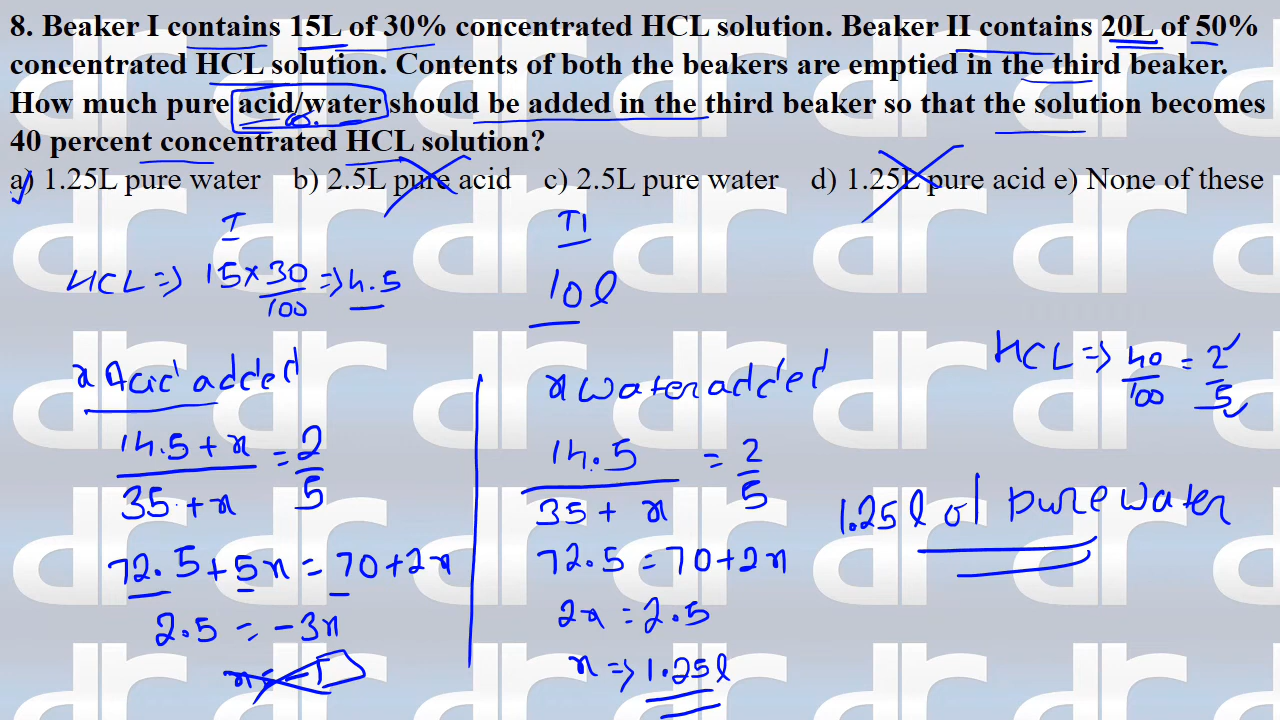 8. Beaker I contains 15L of 30% concentrated HCL solution. Beaker II contains 20L of 50%
concentrated HCL solution. Contents of both the beakers are emptied in the third beaker.
How much pure acid/water should be added in the third beaker so that the solution becomes
40 percent concentrated HCL solution?
a) 1.25L pure water b) 2.5L pure acid c) 2.5L pure water d) 1.25L pure acid e) None of these
I II
HCL => 15 x 30/100 => 4.5 10 l
HCL => 40/100 = 2/5
x Acid added
14.5 + x / 35 + x = 2/5
72.5 + 5x = 70 + 2x
2.5 = -3x
x water added
14.5 / 35 + x = 2/5
72.5 = 70 + 2x
2x = 2.5
x => 1.25 l
1.25 l of pure water